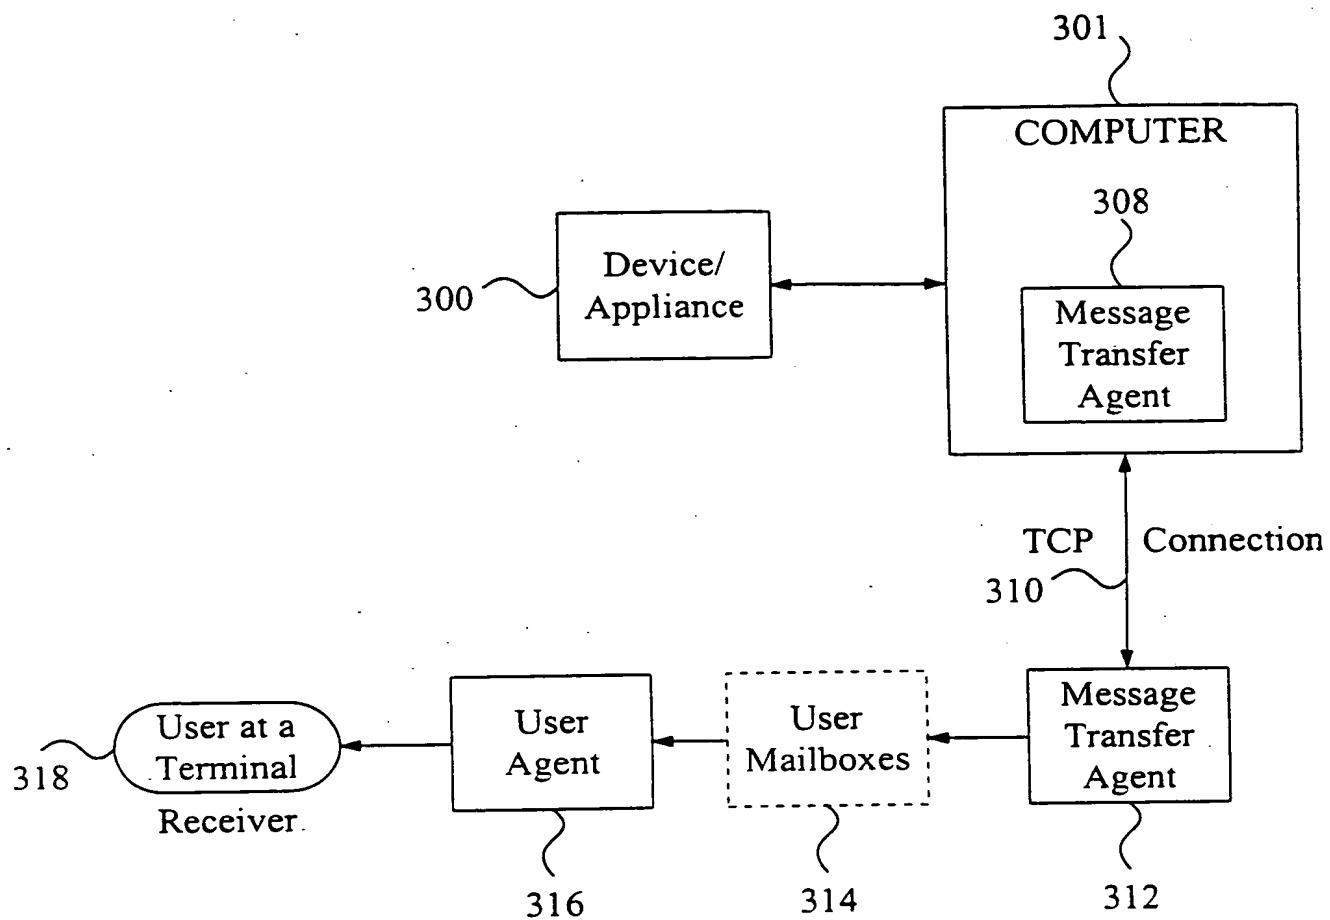 301
COMPUTER
308
Message
Transfer
Agent
Device/
Appliance
300
TCP Connection
310
Message
Transfer
Agent
312
User
Mailboxes
314
User
Agent
316
User at a
Terminal
318
Receiver